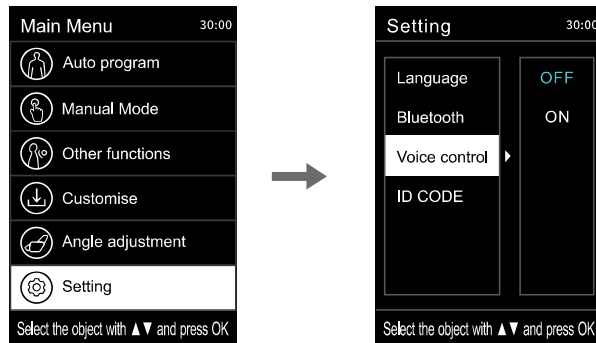 Main Menu 30:00
Auto program
Manual Mode
Other functions
Customise
Angle adjustment
Setting
Select the object with ▲▼ and press OK
Setting 30:00
Language
Bluetooth
Voice control
ID CODE
OFF
ON
Select the object with ▲▼ and press OK